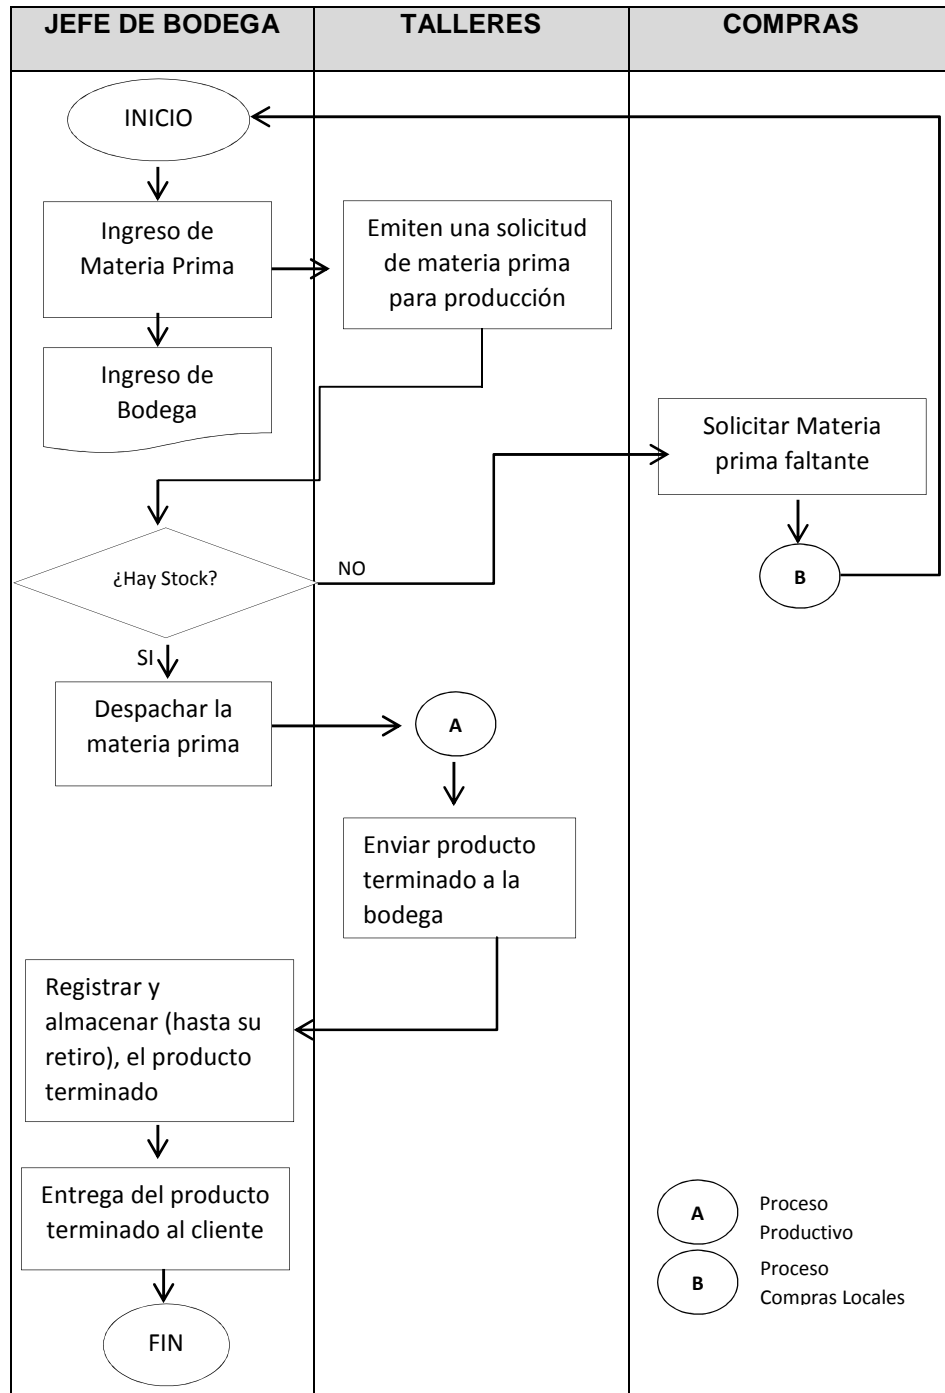 JEFE DE BODEGA
TALLERES
COMPRAS
INICIO
Ingreso de
Materia Prima
Emiten una solicitud
de materia prima
para producción
Ingreso de
Bodega
Solicitar Materia
prima faltante
¿Hay Stock?
NO
B
SI
Despachar la
materia prima
A
Enviar producto
terminado a la
bodega
Registrar y
almacenar (hasta su
retiro), el producto
terminado
Entrega del producto
terminado al cliente
FIN
A
Proceso
Productivo
B
Proceso
Compras Locales